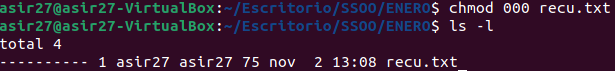 asir27@asir27-VirtualBox:~/Escritorio/SSOO/ENERO$ chmod 000 recu.txt
asir27@asir27-VirtualBox:~/Escritorio/SSOO/ENERO$ ls -l
total 4
---------- 1 asir27 asir27 75 nov  2 13:08 recu.txt